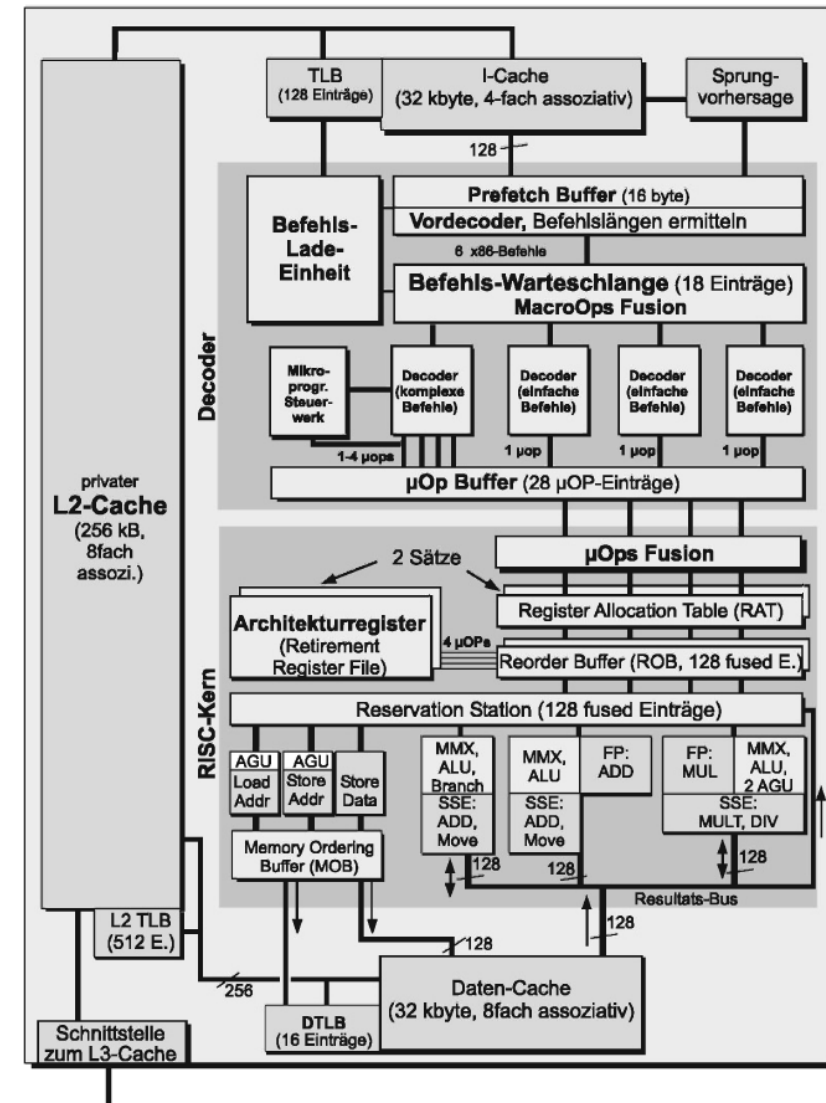 TLB
(128 Einträge)
I-Cache
(32 kbyte, 4-fach assoziativ)
Sprung-
vorhersage
128
Befehls-
Lade-
Einheit
Prefetch Buffer (16 byte)
Vordecoder, Befehlslängen ermitteln
6 x86-Befehle
Befehls-Warteschlange (18 Einträge)
MacroOps Fusion
Decoder
Mikro-
progr.
Steuer-
werk
Decoder
(komplexe
Befehle)
Decoder
(einfache
Befehle)
Decoder
(einfache
Befehle)
Decoder
(einfache
Befehle)
1-4 µops
1 µop
1 µop
1 µop
µOp Buffer (28 µOP-Einträge)
privater
L2-Cache
(256 kB,
8fach
assozi.)
µOps Fusion
2 Sätze
Register Allocation Table (RAT)
Architekturregister
(Retirement
Register File)
4 µOPs
Reorder Buffer (ROB, 128 fused E.)
RISC-Kern
Reservation Station (128 fused Einträge)
AGU
Load
Addr
AGU
Store
Addr
Store
Data
MMX,
ALU,
Branch
SSE:
ADD,
Move
MMX,
ALU
SSE:
ADD,
Move
FP:
ADD
FP:
MUL
MMX,
ALU,
2 AGU
SSE:
MULT, DIV
Memory Ordering
Buffer (MOB)
128
128
128
Resultats-Bus
L2 TLB
(512 E.)
128
128
256
Daten-Cache
(32 kbyte, 8fach assoziativ)
DTLB
(16 Einträge)
Schnittstelle
zum L3-Cache